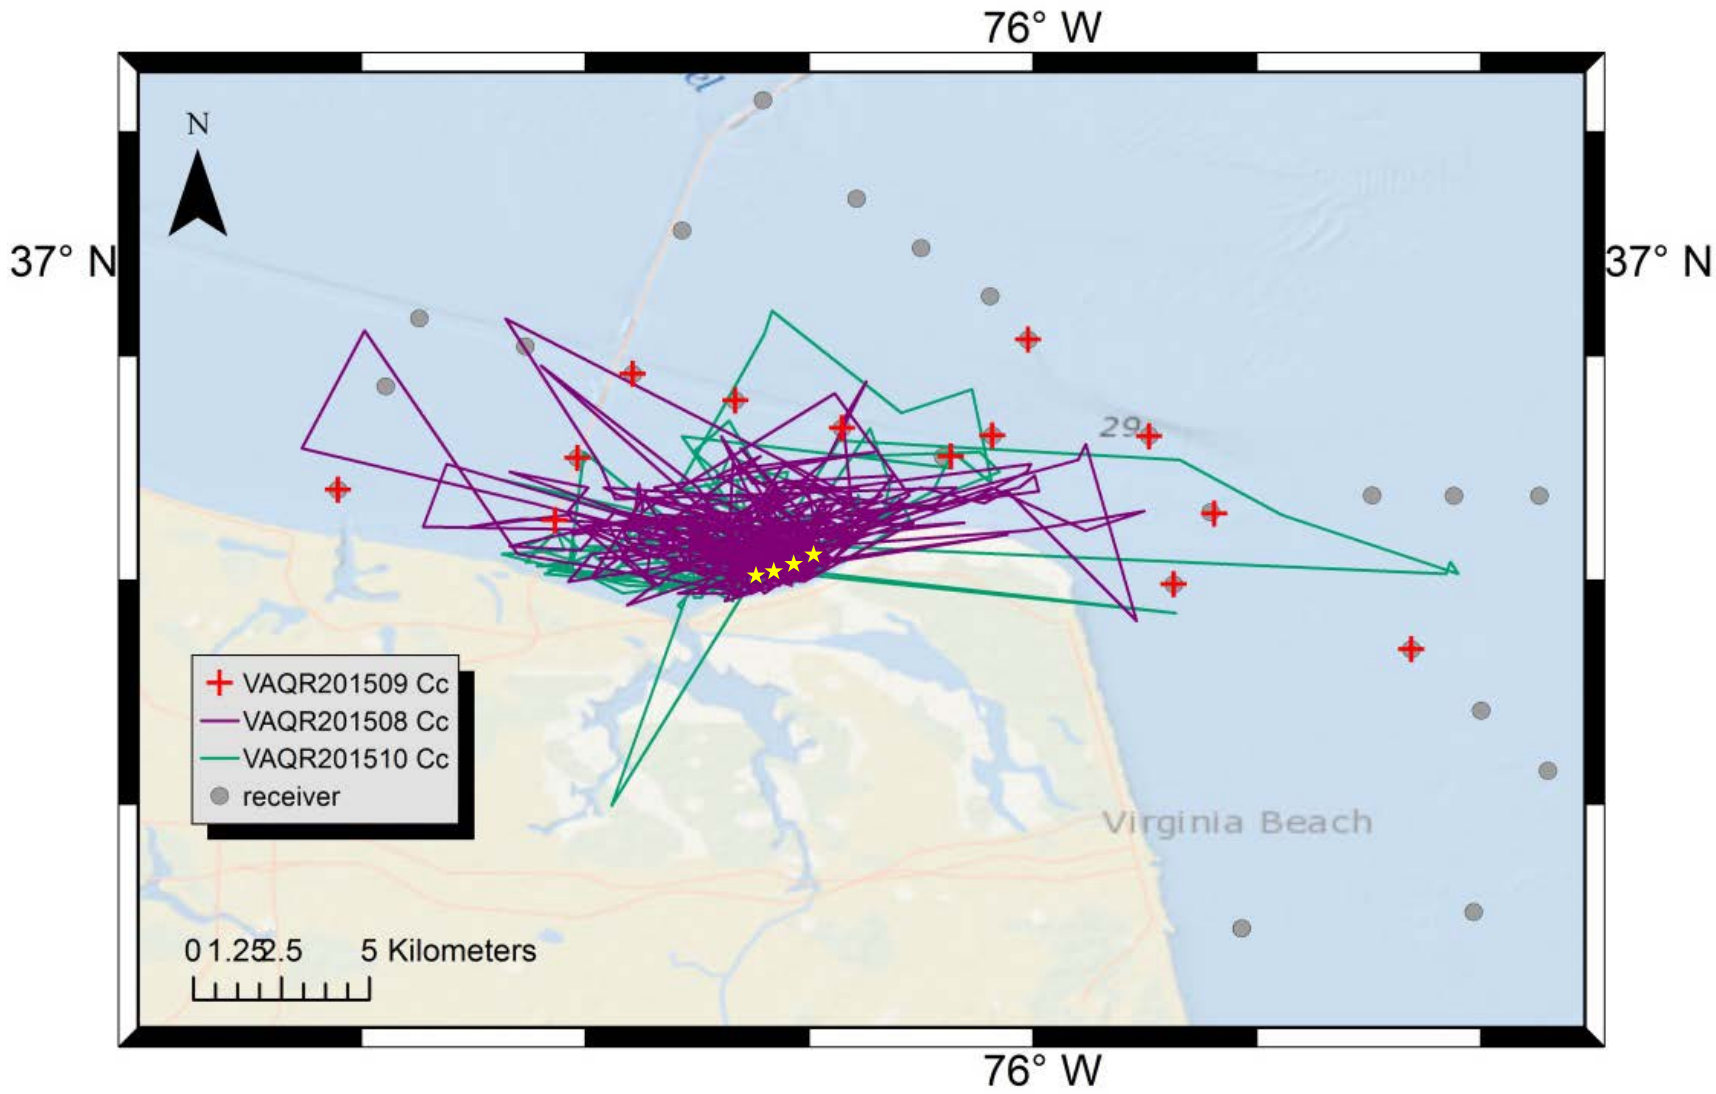 76° W
N
37° N
37° N
29
VAQR201509 Cc
VAQR201508 Cc
VAQR201510 Cc
receiver
Virginia Beach
0 1.25 2.5 5 Kilometers
76° W